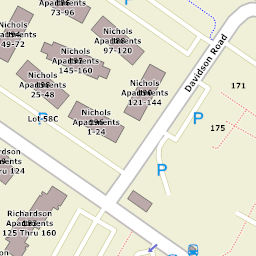 Apartments
73-96
Nichols
Apartments
49-72
Nichols
Apartments
97-120
Nichols
Apartments
145-160
Davidson Road
Nichols
Apartments
25-48
Nichols
Apartments
121-144
171
Lot 58C
Nichols
Apartments
1-24
P
175
P
Thru 124
Richardson
Apartments
125 Thru 160